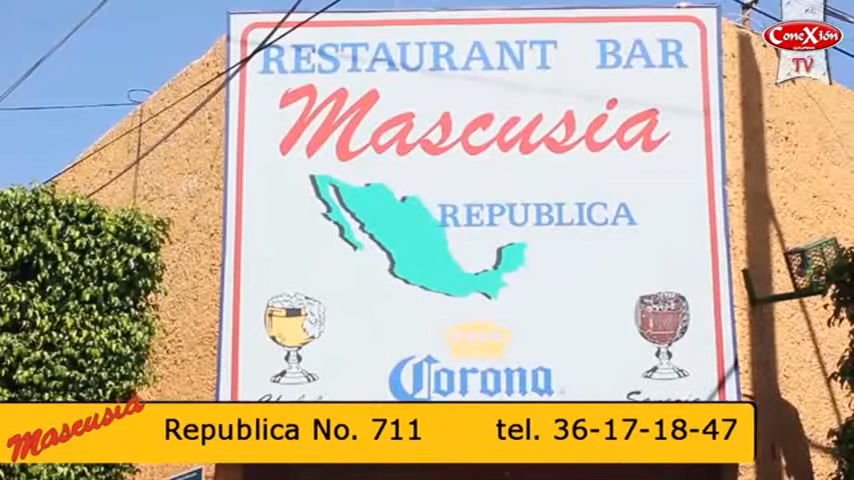 RESTAURANT BAR
ConeXión
TV
Mascusia
REPUBLICA
Corona
Mascusia
Republica No. 711 tel. 36-17-18-47